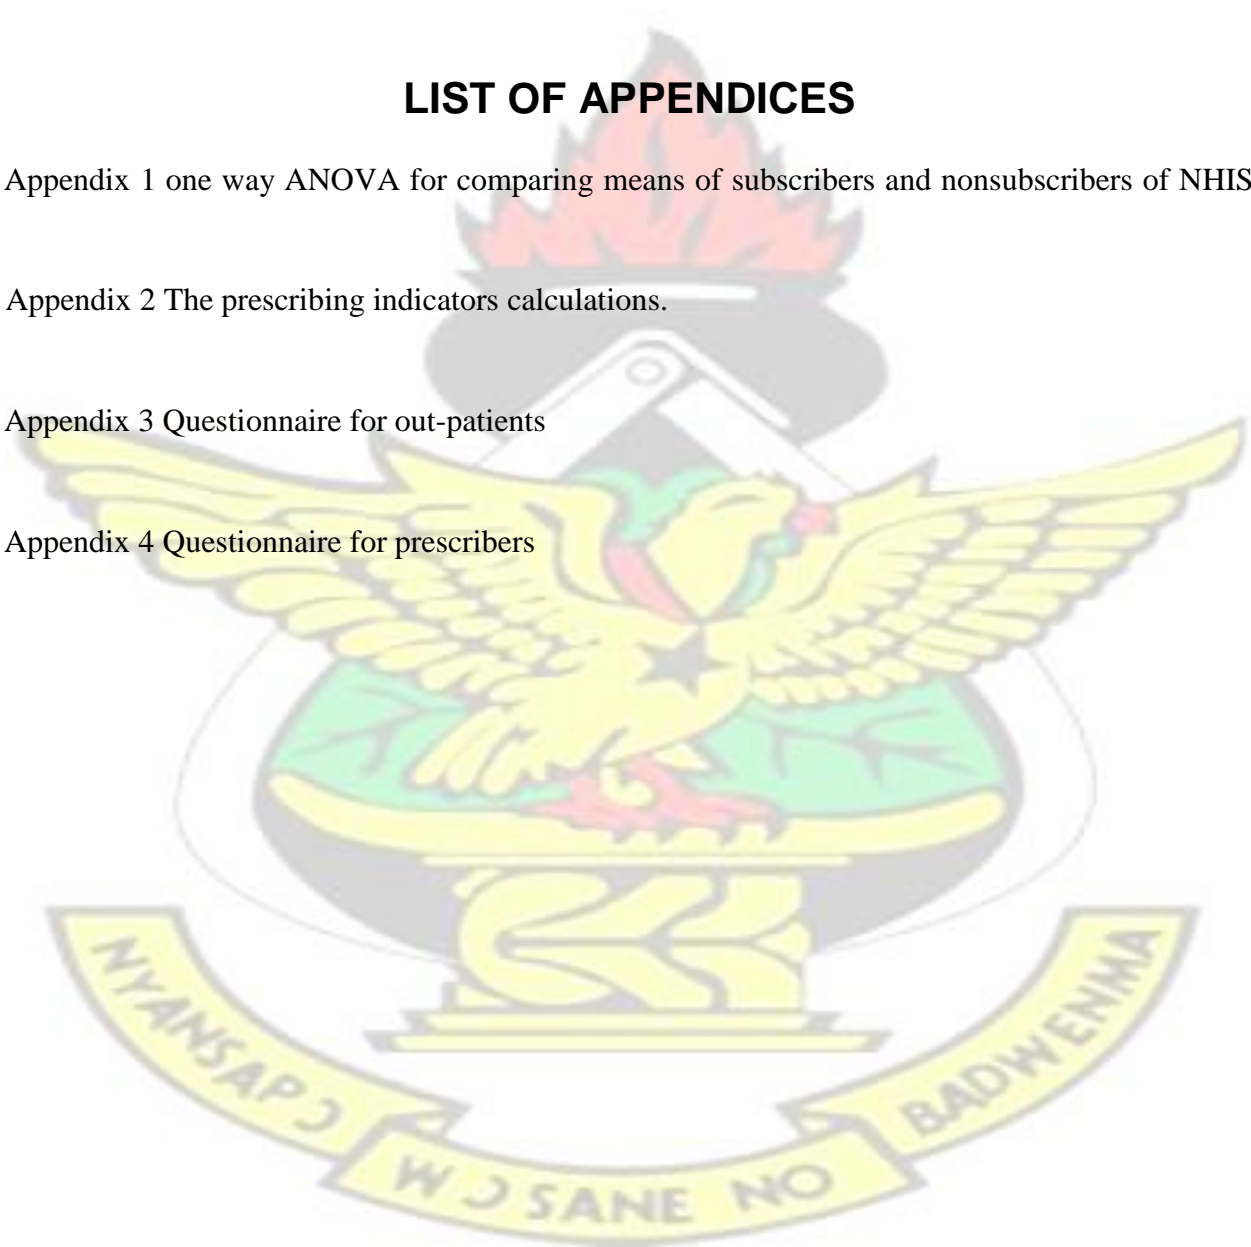 LIST OF APPENDICES
Appendix 1 one way ANOVA for comparing means of subscribers and nonsubscribers of NHIS
Appendix 2 The prescribing indicators calculations.
Appendix 3 Questionnaire for out-patients
Appendix 4 Questionnaire for prescribers
NYANSAPƆ
WƆ SANE NO
BADWENMA